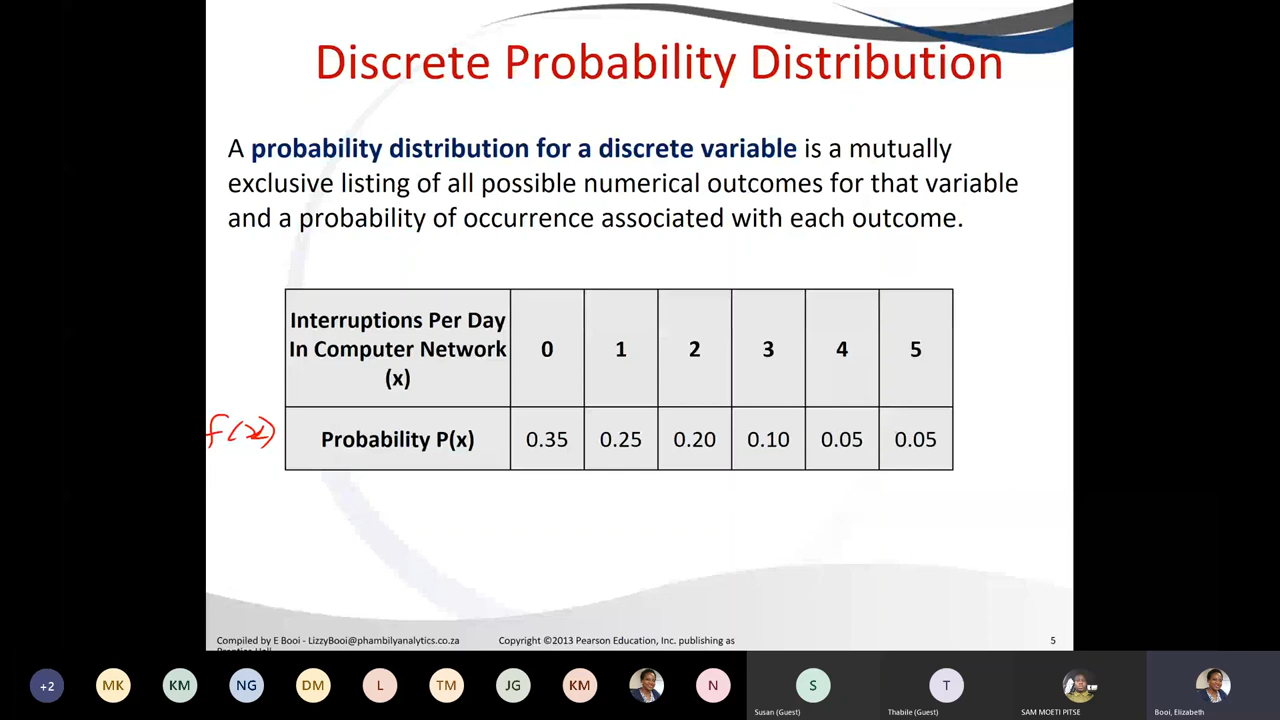 Discrete Probability Distribution
A probability distribution for a discrete variable is a mutually
exclusive listing of all possible numerical outcomes for that variable
and a probability of occurrence associated with each outcome.
Interruptions Per Day
In Computer Network
(x)
0 1 2 3 4 5
f(x)
Probability P(x) 0.35 0.25 0.20 0.10 0.05 0.05
Compiled by E Booi - LizzyBooi@phambilyanalytics.co.za Copyright ©2013 Pearson Education, Inc. publishing as 5
+2 MK KM NG DM L TM JG KM N S T
Susan (Guest) Thabile (Guest) SAM MOETI PITSE Booi, Elizabeth